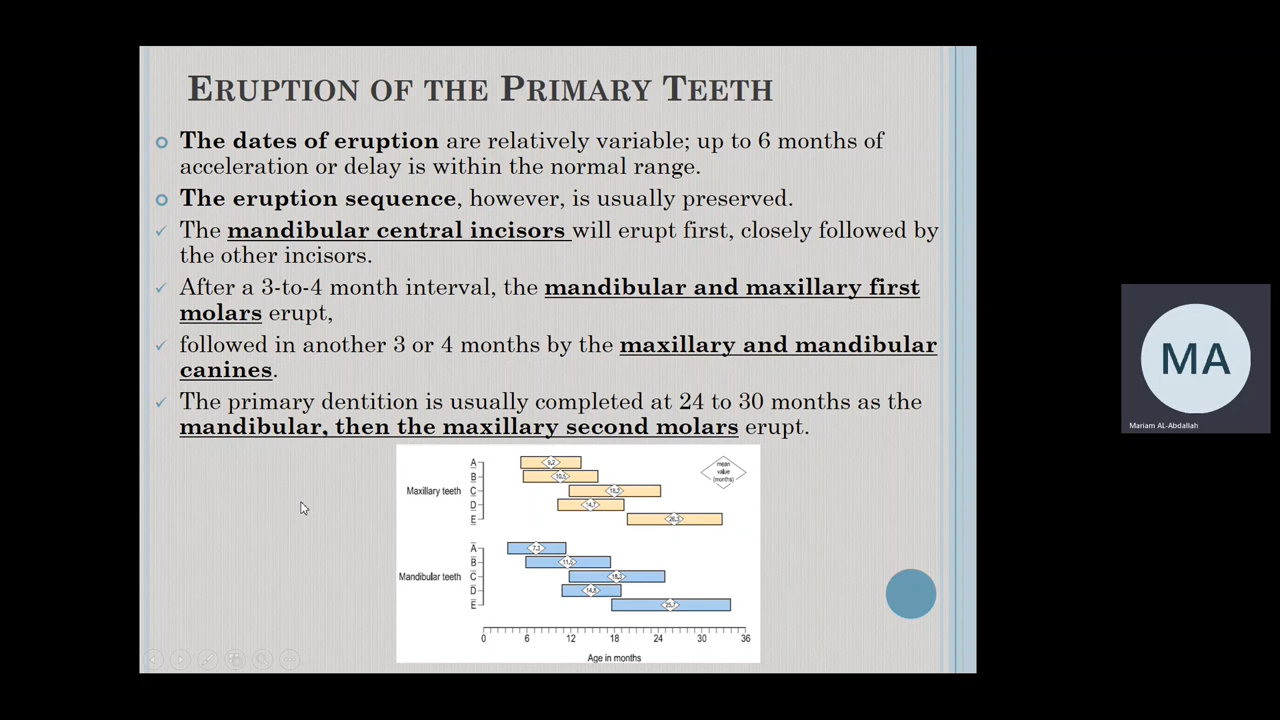 ERUPTION OF THE PRIMARY TEETH
The dates of eruption are relatively variable; up to 6 months of
acceleration or delay is within the normal range.
The eruption sequence, however, is usually preserved.
The mandibular central incisors will erupt first, closely followed by
the other incisors.
After a 3-to-4 month interval, the mandibular and maxillary first
molars erupt,
followed in another 3 or 4 months by the maxillary and mandibular
canines.
The primary dentition is usually completed at 24 to 30 months as the
mandibular, then the maxillary second molars erupt.
mean
value
(months)
A
B
Maxillary teeth C
D
E
A
B
Mandibular teeth C
D
E
0 6 12 18 24 30 36
Age in months
MA
Mariam AL-Abdallah